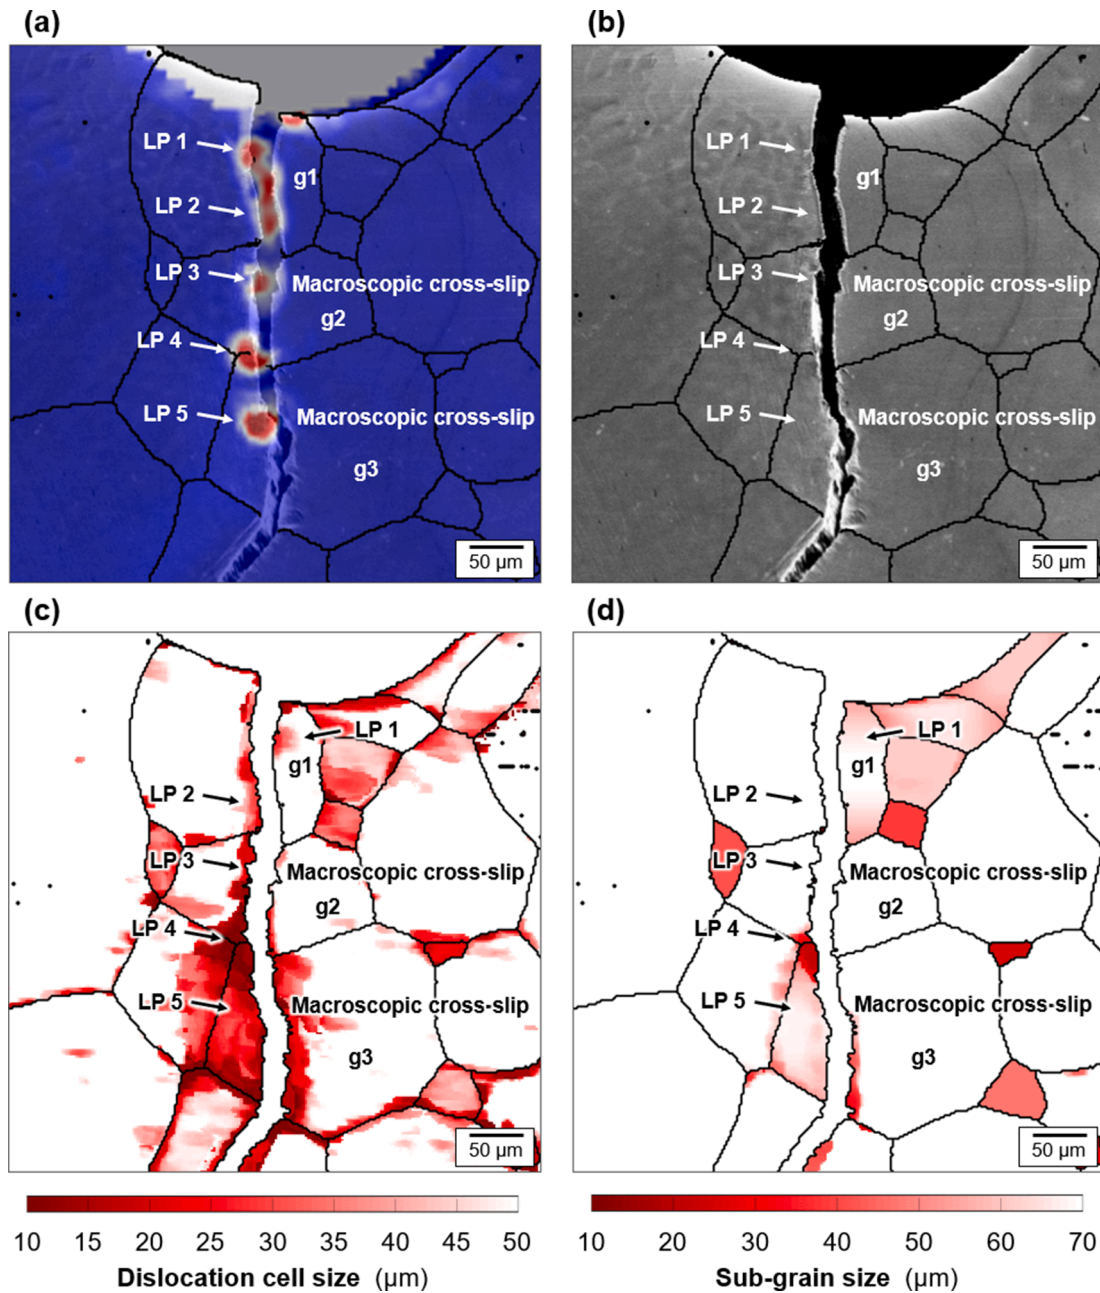 (a)
LP 1
g1
LP 2
LP 3
Macroscopic cross-slip
g2
LP 4
LP 5
Macroscopic cross-slip
g3
50 µm
(b)
LP 1
g1
LP 2
LP 3
Macroscopic cross-slip
g2
LP 4
LP 5
Macroscopic cross-slip
g3
50 µm
(c)
LP 1
g1
LP 2
LP 3
Macroscopic cross-slip
g2
LP 4
LP 5
Macroscopic cross-slip
g3
50 µm
10 15 20 25 30 35 40 45 50
Dislocation cell size (µm)
(d)
LP 1
g1
LP 2
LP 3
Macroscopic cross-slip
g2
LP 4
LP 5
Macroscopic cross-slip
g3
50 µm
10 20 30 40 50 60 70
Sub-grain size (µm)